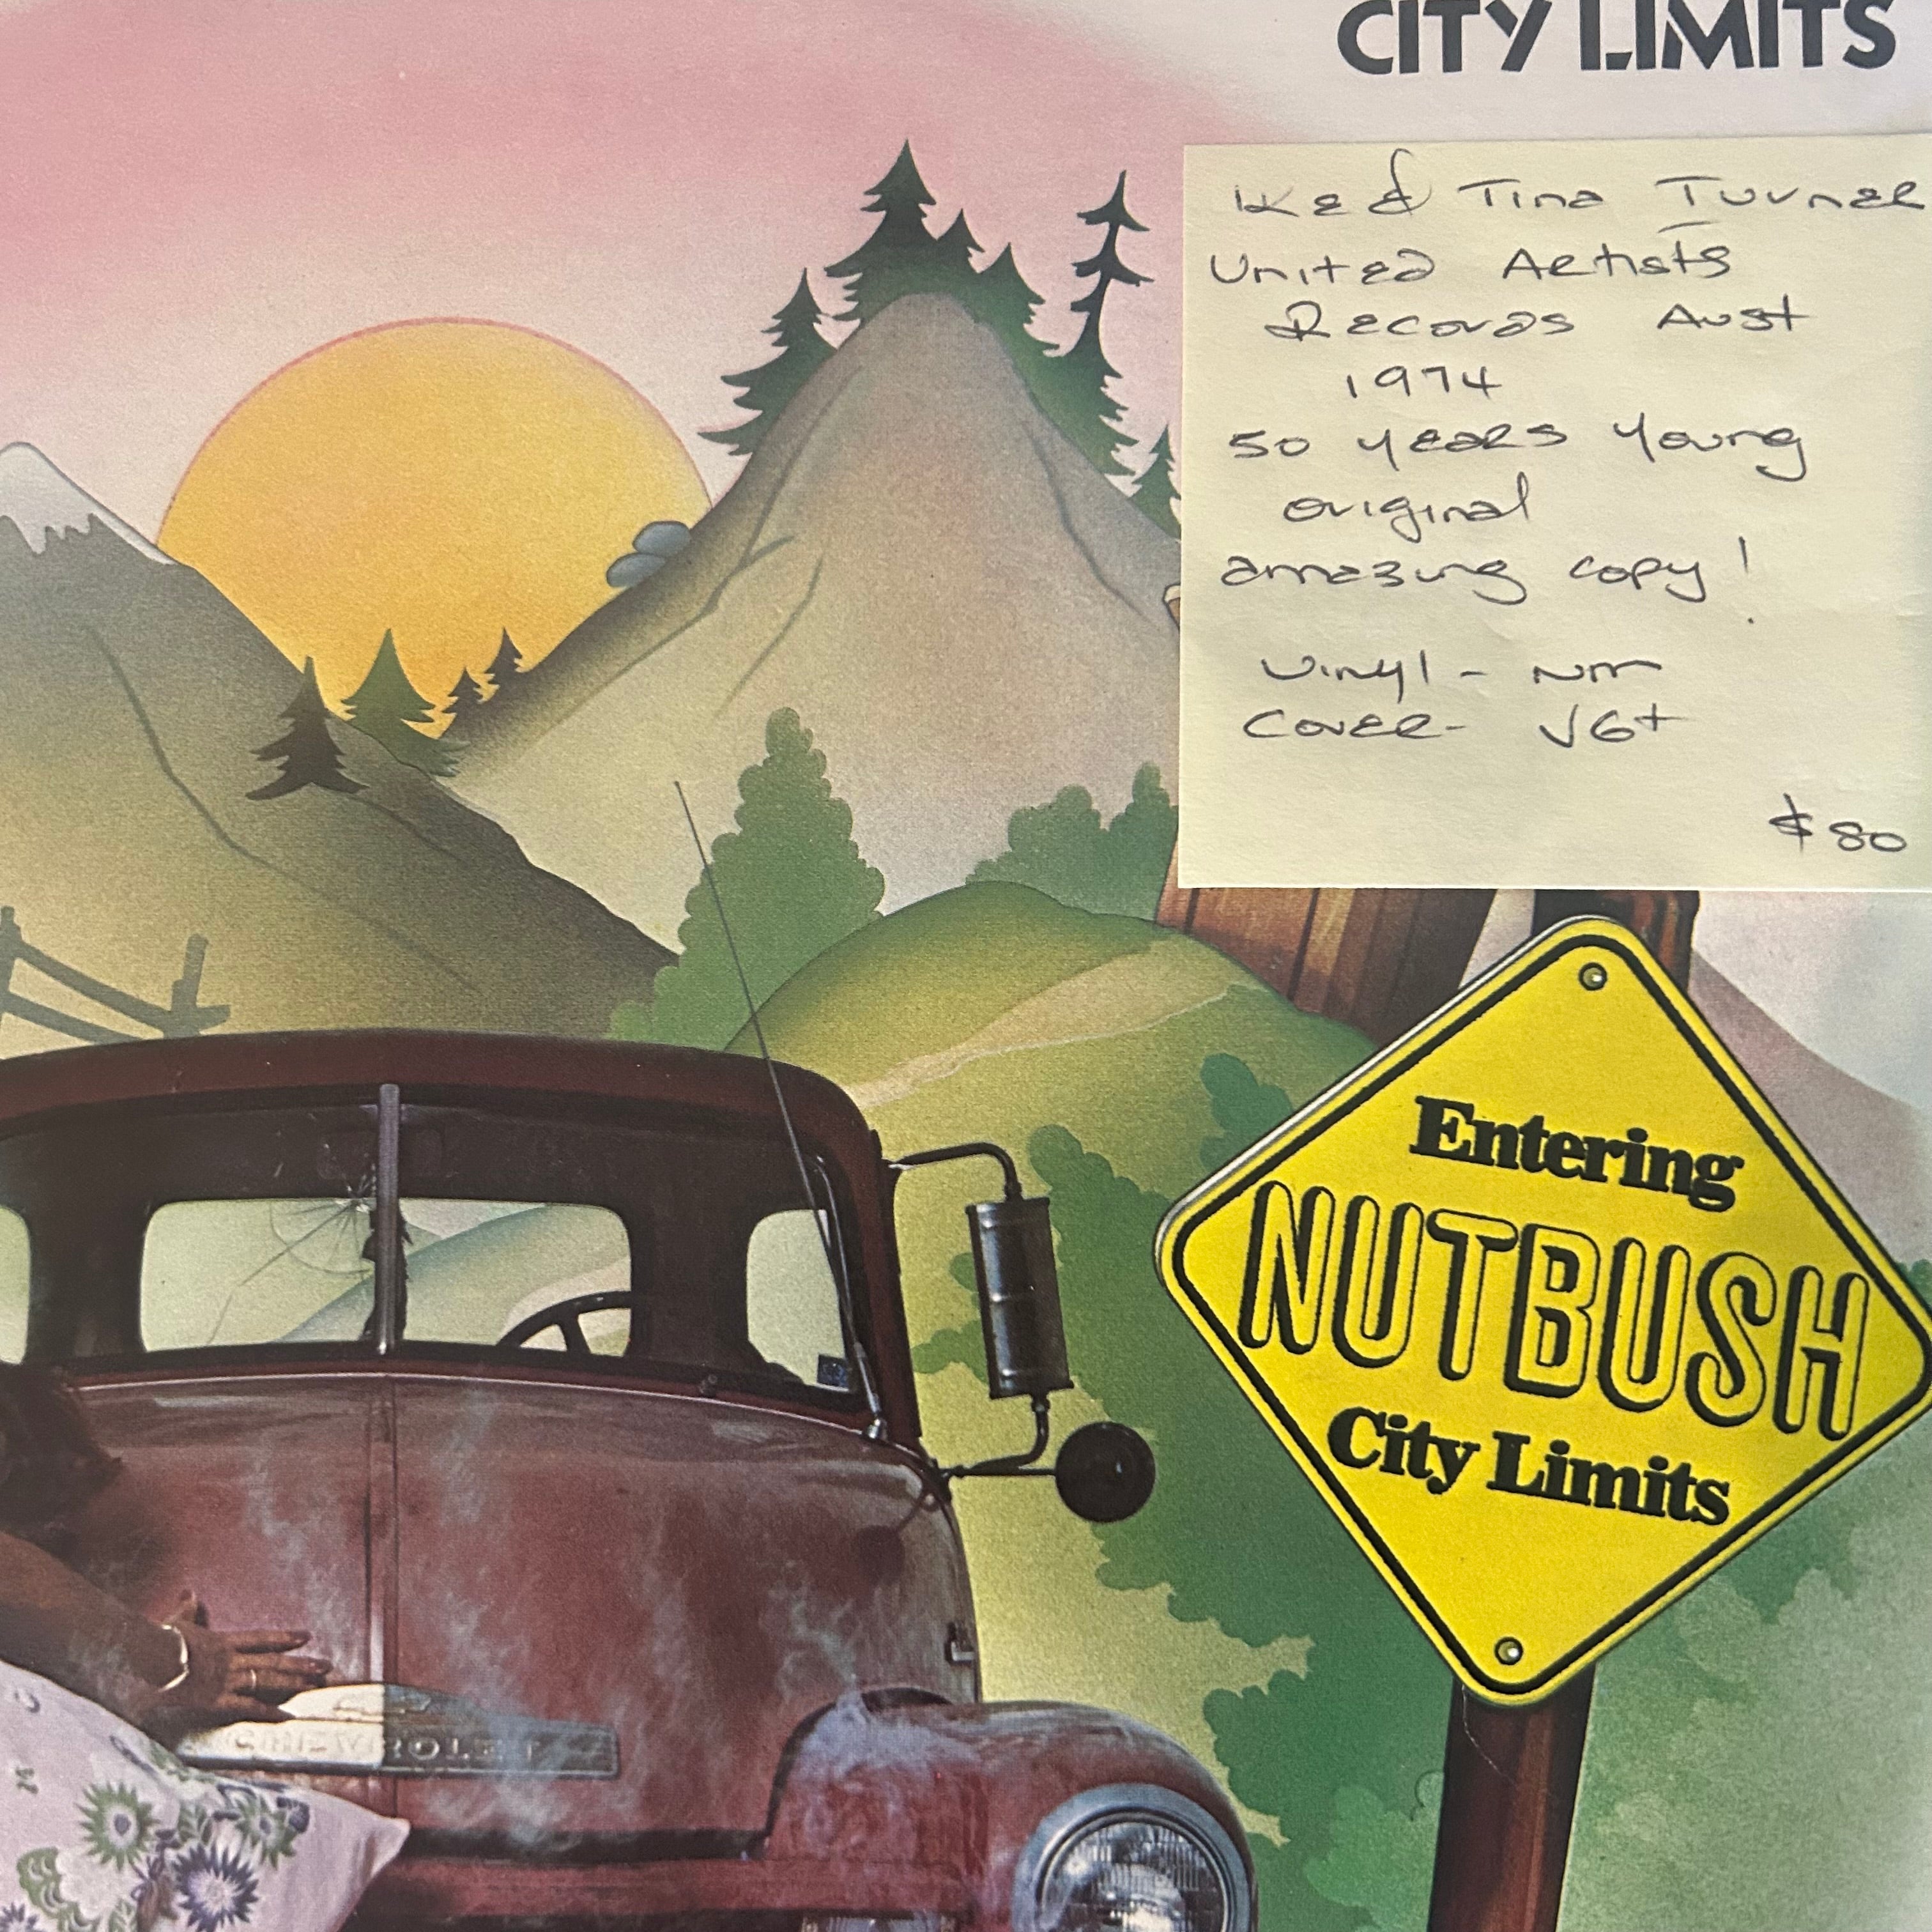 CITY LIMITS
Ike & Tina Turner
United Artists
Records Aust
1974
50 years young
original
amazing copy!
Vinyl - NM
Cover - VG+
$80
Entering
NUTBUSH
City Limits
CHEVROLET